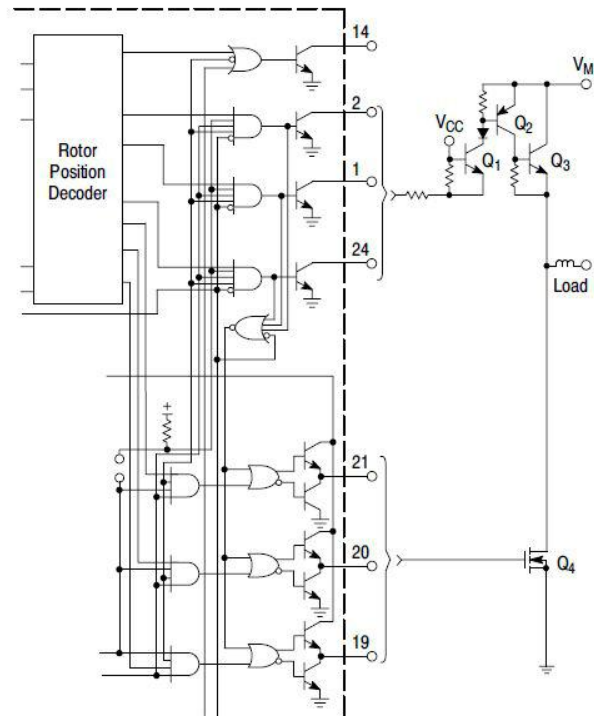 14
2
1
24
Rotor
Position
Decoder
V_M
V_CC
Q_1
Q_2
Q_3
Load
+
21
20
19
Q_4